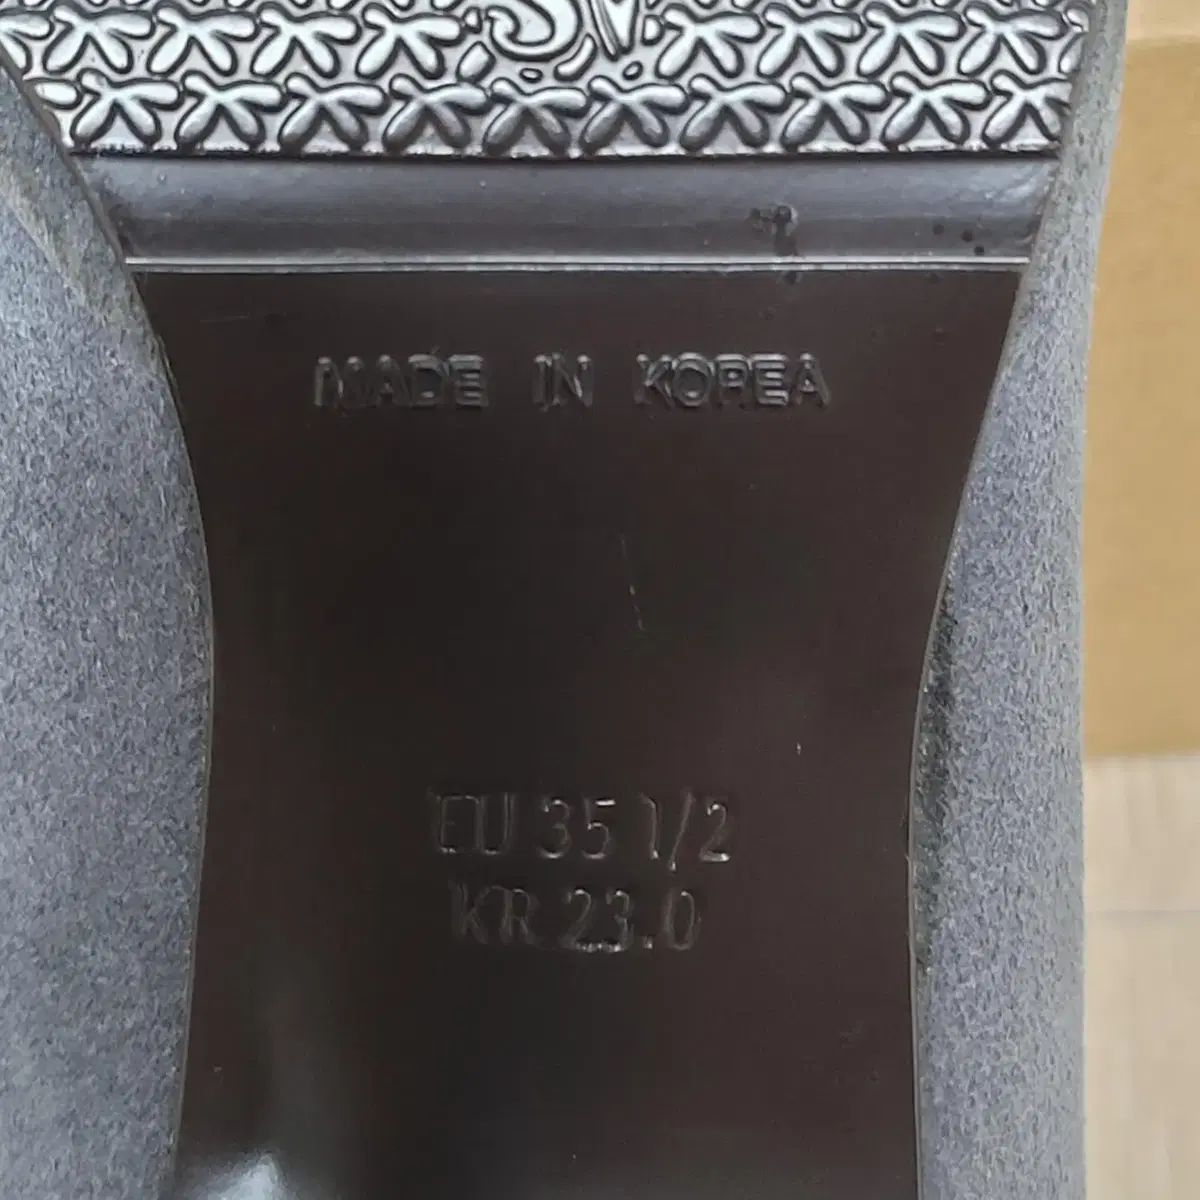 MADE IN KOREA
EU 35 1/2
KR 23.0